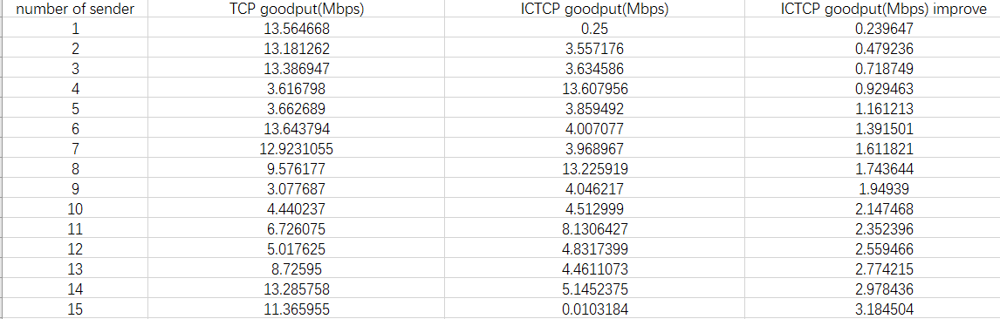 number of sender TCP goodput(Mbps) ICTCP goodput(Mbps) ICTCP goodput(Mbps) improve
1 13.564668 0.25 0.239647
2 13.181262 3.557176 0.479236
3 13.386947 3.634586 0.718749
4 3.616798 13.607956 0.929463
5 3.662689 3.859492 1.161213
6 13.643794 4.007077 1.391501
7 12.9231055 3.968967 1.611821
8 9.576177 13.225919 1.743644
9 3.077687 4.046217 1.94939
10 4.440237 4.512999 2.147468
11 6.726075 8.1306427 2.352396
12 5.017625 4.8317399 2.559466
13 8.72595 4.4611073 2.774215
14 13.285758 5.1452375 2.978436
15 11.365955 0.0103184 3.184504